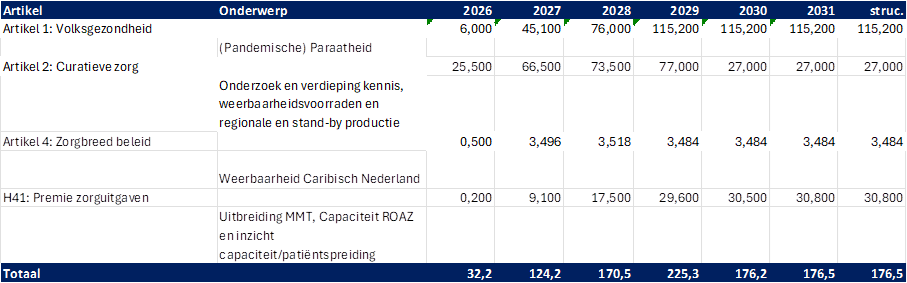 Artikel Onderwerp 2026 2027 2028 2029 2030 2031 struc.
Artikel 1: Volksgezondheid 6,000 45,100 76,000 115,200 115,200 115,200 115,200
(Pandemische) Paraatheid
Artikel 2: Curatieve zorg 25,500 66,500 73,500 77,000 27,000 27,000 27,000
Onderzoek en verdieping kennis,
weerbaarheidsvoorraden en
regionale en stand-by productie
Artikel 4: Zorgbreed beleid 0,500 3,496 3,518 3,484 3,484 3,484 3,484
Weerbaarheid Caribisch Nederland
H41: Premie zorguitgaven 0,200 9,100 17,500 29,600 30,500 30,800 30,800
Uitbreiding MMT, Capaciteit ROAZ
en inzicht
capaciteit/patiëntspreiding
Totaal 32,2 124,2 170,5 225,3 176,2 176,5 176,5